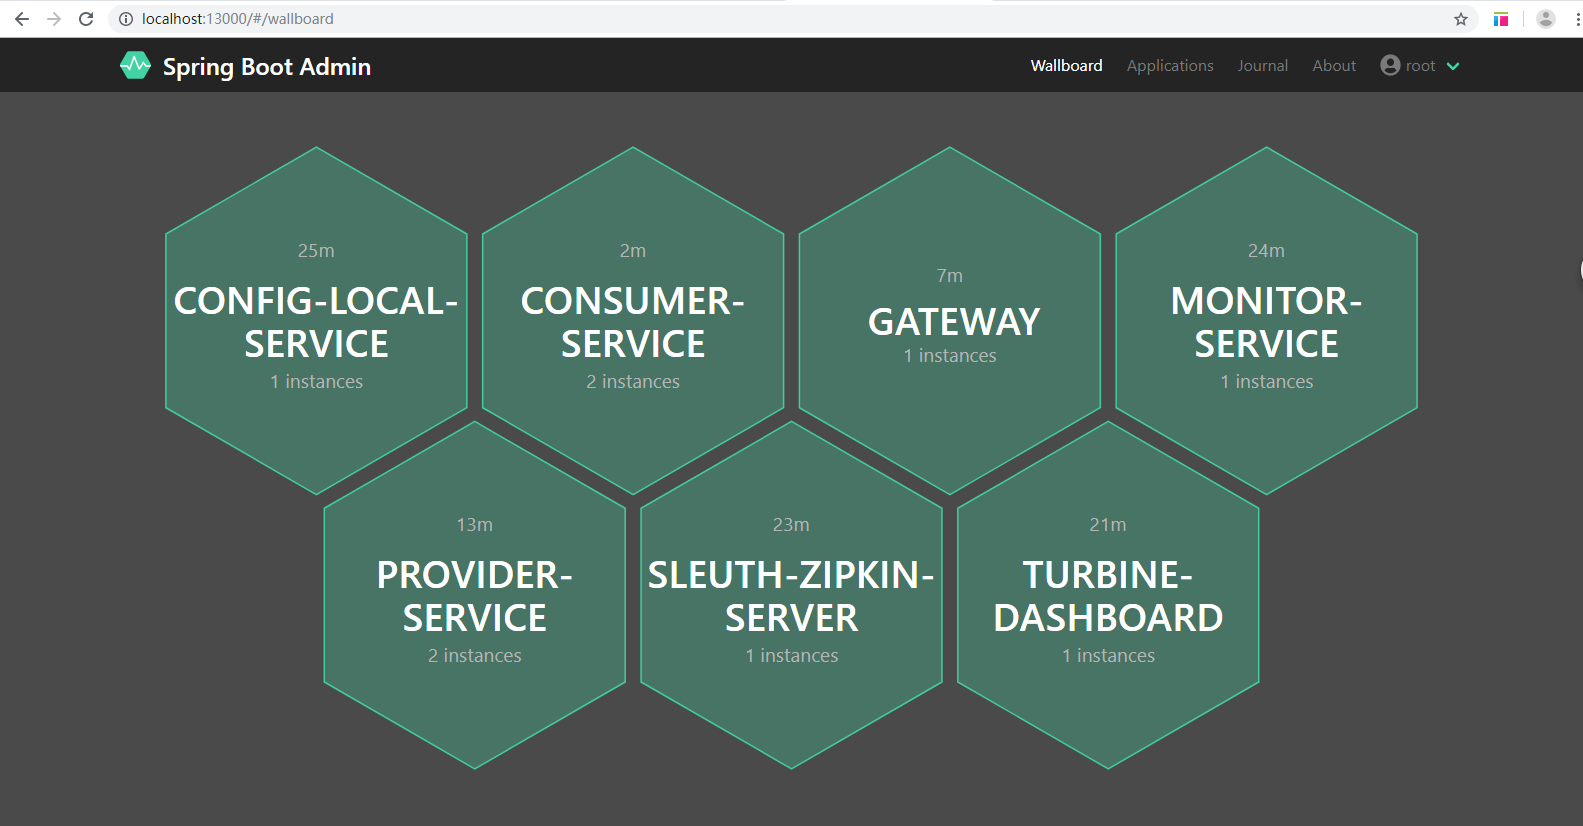 localhost:13000/#/wallboard
Spring Boot Admin
Wallboard
Applications
Journal
About
root
25m
CONFIG-LOCAL-
SERVICE
1 instances
2m
CONSUMER-
SERVICE
2 instances
7m
GATEWAY
1 instances
24m
MONITOR-
SERVICE
1 instances
13m
PROVIDER-
SERVICE
2 instances
23m
SLEUTH-ZIPKIN-
SERVER
1 instances
21m
TURBINE-
DASHBOARD
1 instances